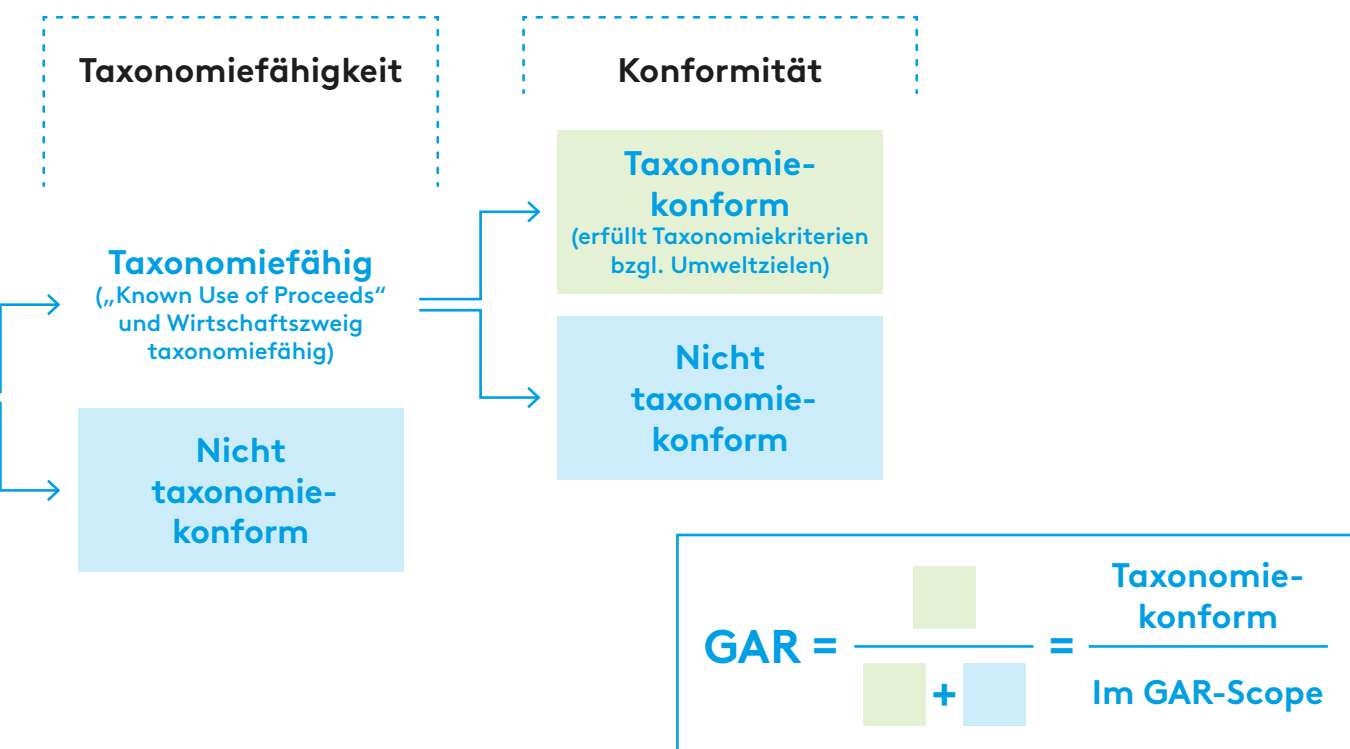 Taxonomiefähigkeit
Konformität
Taxonomiefähig
(„Known Use of Proceeds“
und Wirtschaftszweig
taxonomiefähig)
Nicht
taxonomie-
konform
Taxonomie-
konform
(erfüllt Taxonomiekriterien
bzgl. Umweltzielen)
Nicht
taxonomie-
konform
GAR = + = Taxonomie-
konform
Im GAR-Scope